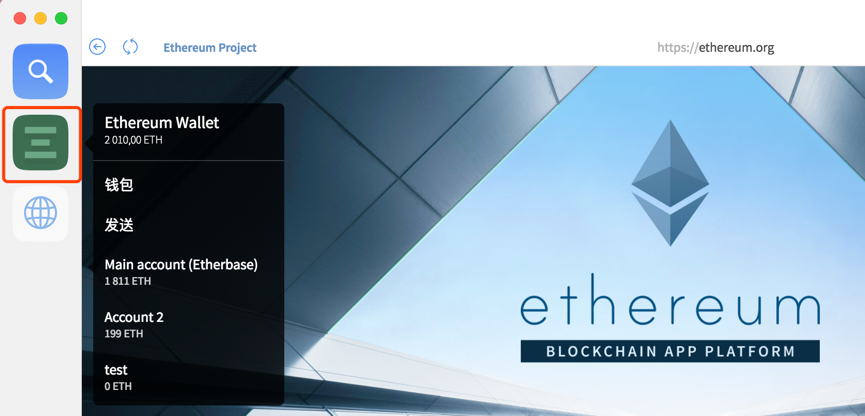 Ethereum Project
https://ethereum.org
Ethereum Wallet
2 010,00 ETH
钱包
发送
Main account (Etherbase)
1 811 ETH
Account 2
199 ETH
test
0 ETH
ethereum
BLOCKCHAIN APP PLATFORM